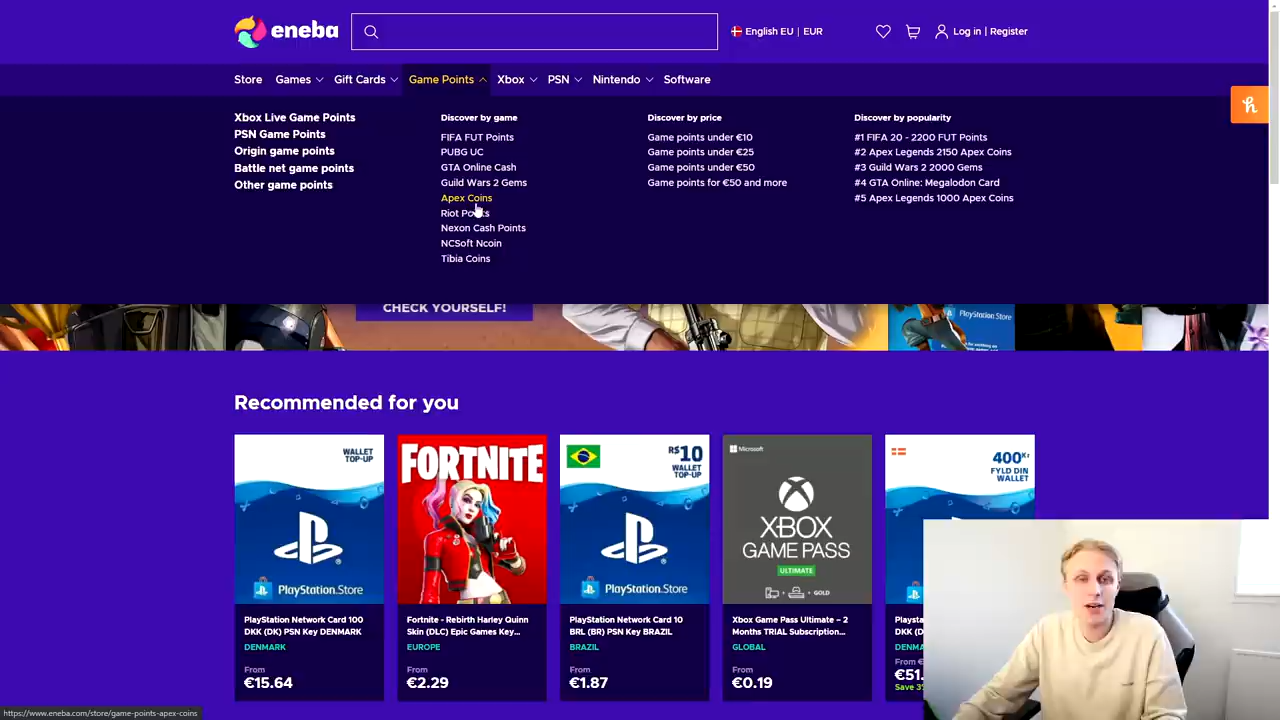 eneba
English EU | EUR
Log in | Register
Store
Games
Gift Cards
Game Points
Xbox
PSN
Nintendo
Software
Xbox Live Game Points
PSN Game Points
Origin game points
Battle net game points
Other game points
Discover by game
FIFA FUT Points
PUBG UC
GTA Online Cash
Guild Wars 2 Gems
Apex Coins
Riot Points
Nexon Cash Points
NCSoft Ncoin
Tibia Coins
Discover by price
Game points under €10
Game points under €25
Game points under €50
Game points for €50 and more
Discover by popularity
#1 FIFA 20 - 2200 FUT Points
#2 Apex Legends 2150 Apex Coins
#3 Guild Wars 2 2000 Gems
#4 GTA Online: Megalodon Card
#5 Apex Legends 1000 Apex Coins
h
CHECK YOURSELF!
PlayStation Store
Recommended for you
WALLET
TOP-UP
PlayStation.Store
PlayStation Network Card 100
DKK (DK) PSN Key DENMARK
DENMARK
From
€15.64
FORTNITE
Fortnite - Rebirth Harley Quinn
Skin (DLC) Epic Games Key...
EUROPE
From
€2.29
R$10
WALLET
TOP-UP
PlayStation.Store
PlayStation Network Card 10
BRL (BR) PSN Key BRAZIL
BRAZIL
From
€1.87
Microsoft
XBOX
GAME PASS
ULTIMATE
+ GOLD
Xbox Game Pass Ultimate – 2
Months TRIAL Subscription...
GLOBAL
From
€0.19
400Kr
FYLD DIN
WALLET
https://www.eneba.com/store/game-points-apex-coins